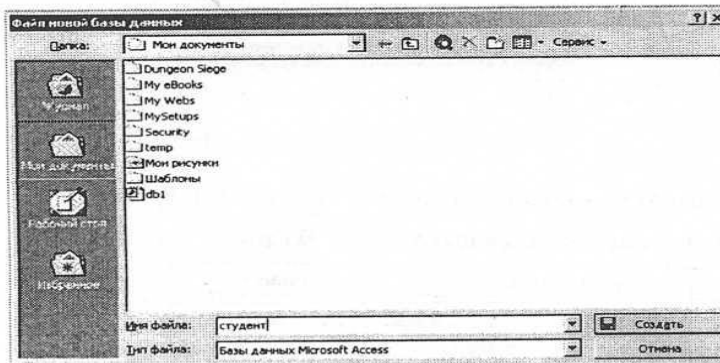 Файл новой базы данных
Папка: Мои документы Сервис
Журнал
Мои документы
Рабочий стол
Избранное
Dungeon Siege
My eBooks
My Webs
MySetups
Security
temp
Мои рисунки
Шаблоны
db1
Имя файла: студент Создать
Тип файла: Базы данных Microsoft Access Отмена